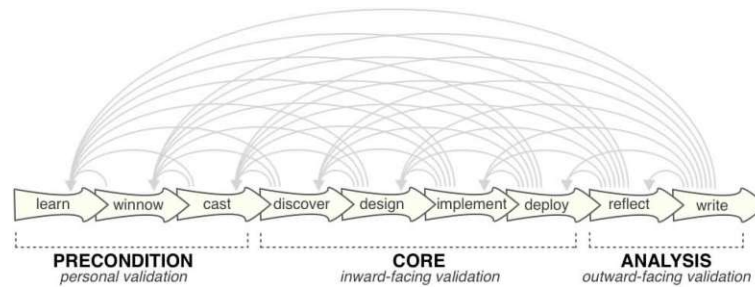 learn winnow cast discover design implement deploy reflect write
PRECONDITION CORE ANALYSIS
personal validation inward-facing validation outward-facing validation